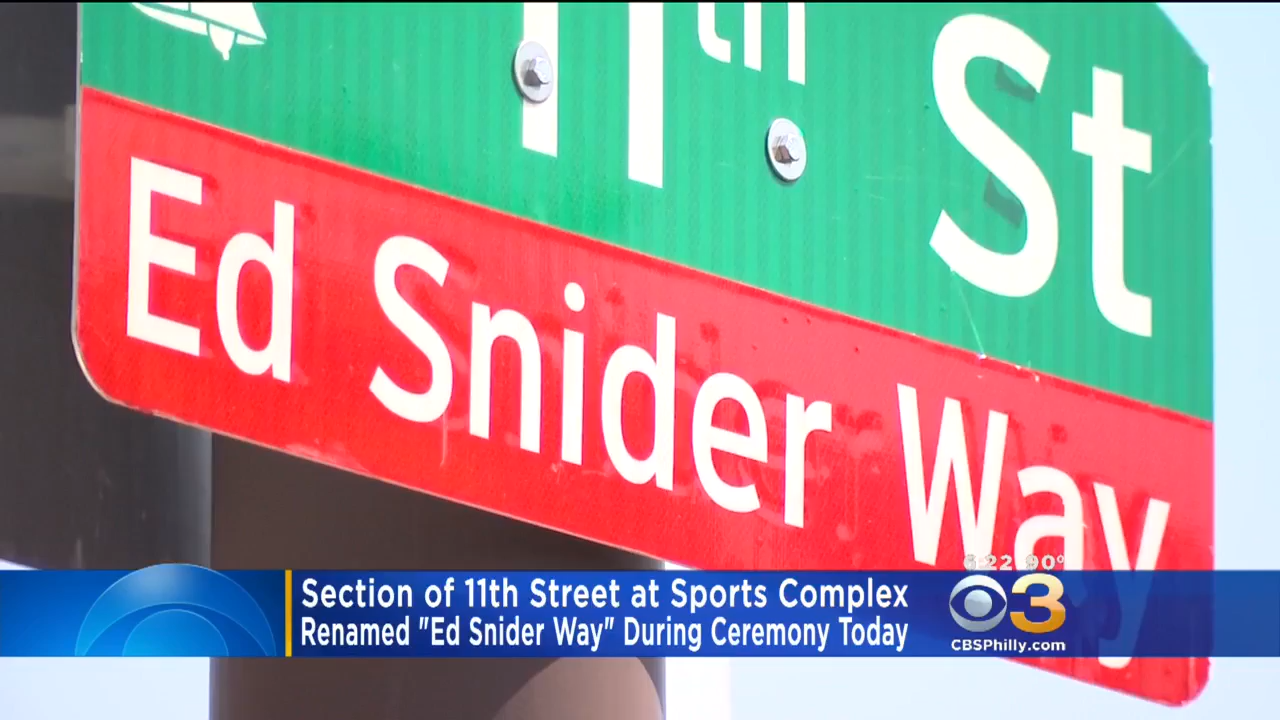 11th St
Ed Snider Way
6:22 90°
Section of 11th Street at Sports Complex
Renamed "Ed Snider Way" During Ceremony Today
3
CBSPhilly.com